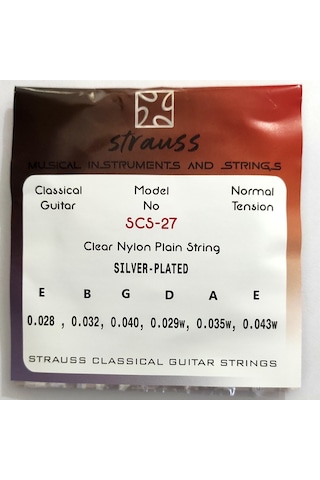 strauss
MUSICAL INSTRUMENTS AND STRINGS
Classical Guitar
Model No
SCS-27
Normal Tension
Clear Nylon Plain String
SILVER-PLATED
E B G D A E
0.028 , 0.032, 0.040, 0.029w, 0.035w, 0.043w
STRAUSS CLASSICAL GUITAR STRINGS